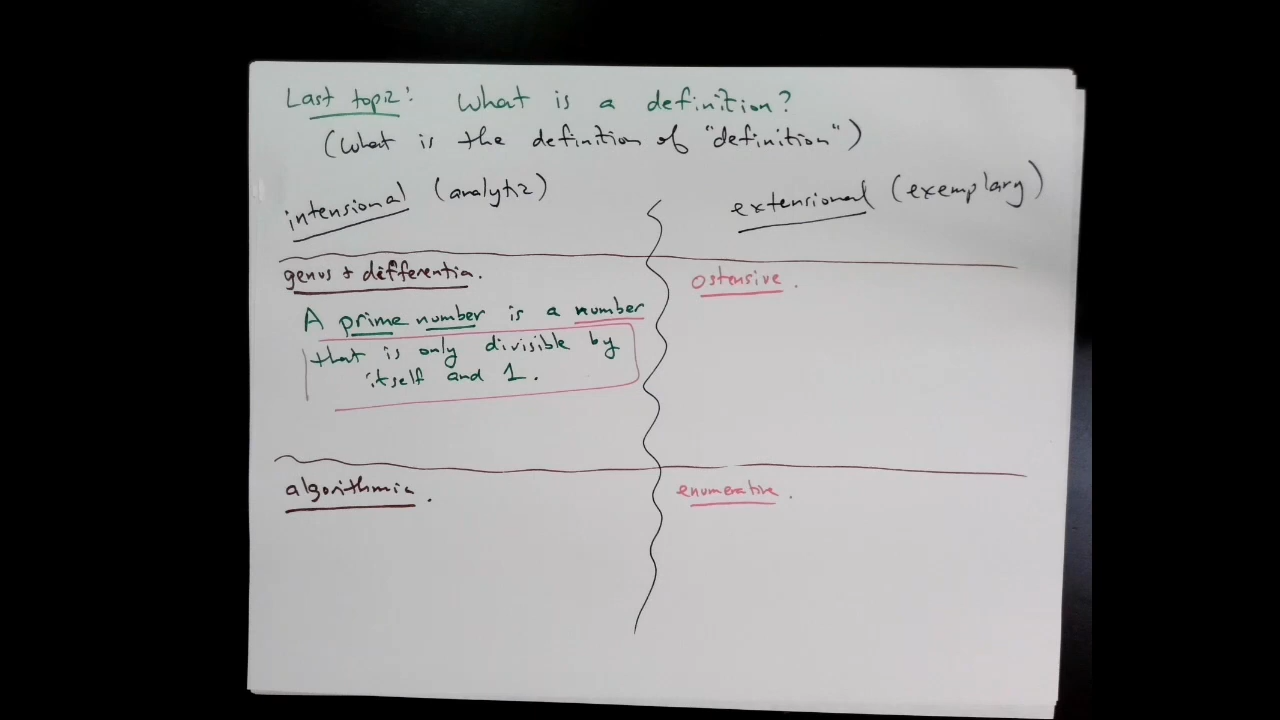 Last topic: What is a definition?
(What is the definition of "definition")
intensional (analytic)
extensional (exemplary)
genus + differentia.
A prime number is a number
that is only divisible by
itself and 1.
ostensive.
algorithmic.
enumerative.